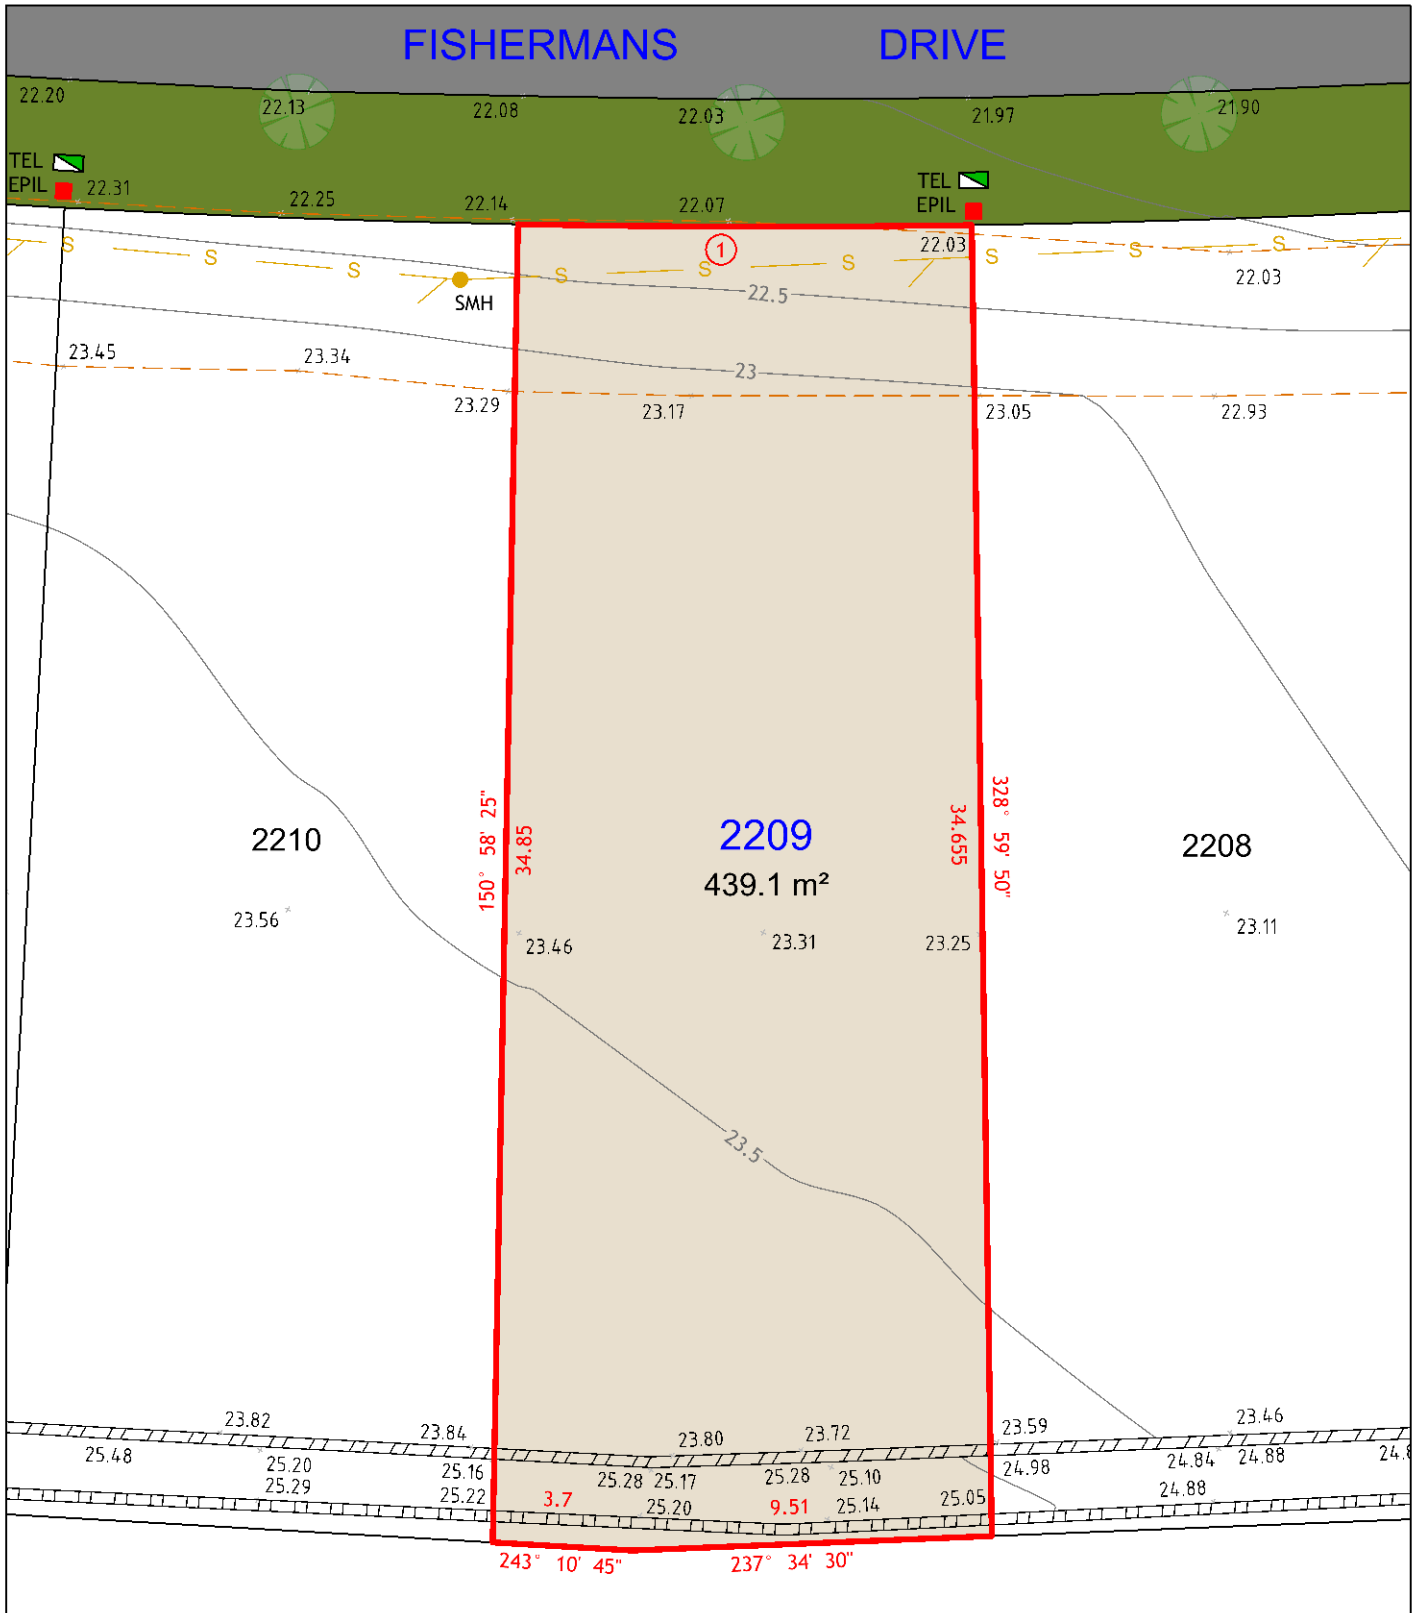 FISHERMANS DRIVE
22.20
22.13
22.08
22.03
21.97
21.90
TEL
EPIL
22.31
22.25
22.14
22.07
TEL
EPIL
1
22.03
22.03
S
S
S
S
S
S
S
S
S
SMH
22.5
23.45
23.34
23
23.29
23.17
23.05
22.93
150° 58' 25"
34.85
34.655
328° 59' 50"
2210
2209
439.1 m²
2208
23.56
23.46
23.31
23.25
23.11
23.5
23.82
23.84
23.80
23.72
23.59
23.46
25.48
25.20
25.16
25.28
25.17
25.28
25.10
24.98
24.84
24.88
24.8
25.29
25.22
3.7
25.20
9.51
25.14
25.05
24.88
243° 10' 45"
237° 34' 30"